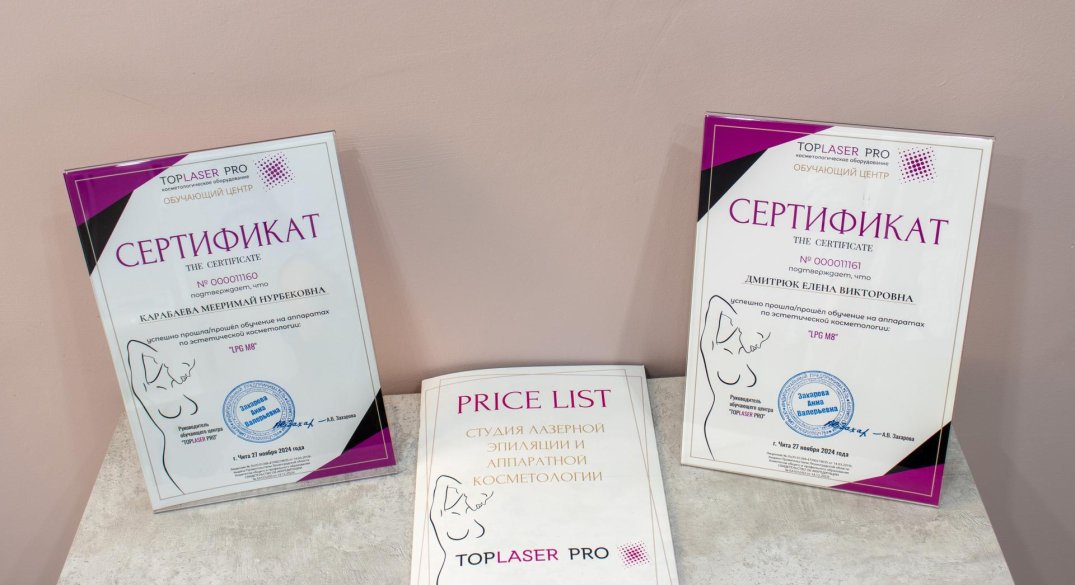 TOPLASER PRO
косметологическое оборудование
ОБУЧАЮЩИЙ ЦЕНТР
СЕРТИФИКАТ
THE CERTIFICATE
№ 000011160
подтверждает, что
КАРАБАЕВА МЕЕРИМАЙ НУРБЕКОВНА
успешно прошла/прошёл обучение на аппаратах
по эстетической косметологии:
"LPG M8"
Захарова
Анна
Валерьевна
Руководитель
обучающего центра
"TOPLASER PRO"
А.В. Захарова
г. Чита 27 ноября 2024 года
PRICE LIST
СТУДИЯ ЛАЗЕРНОЙ
ЭПИЛЯЦИИ И
АППАРАТНОЙ
КОСМЕТОЛОГИИ
TOPLASER PRO
TOPLASER PRO
косметологическое оборудование
ОБУЧАЮЩИЙ ЦЕНТР
СЕРТИФИКАТ
THE CERTIFICATE
№ 000011161
подтверждает, что
ДМИТРЮК ЕЛЕНА ВИКТОРОВНА
успешно прошла/прошёл обучение на аппаратах
по эстетической косметологии:
"LPG M8"
Захарова
Анна
Валерьевна
Руководитель
обучающего центра
"TOPLASER PRO"
А.В. Захарова
г. Чита 27 ноября 2024 года